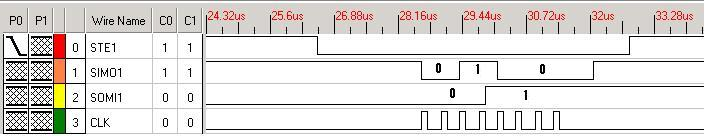 P0 P1 Wire Name C0 C1 24.32us 25.6us 26.88us 28.16us 29.44us 30.72us 32us 33.28us
0 STE1 1 1
1 SIMO1 1 1 0 1 0
2 SOMI1 0 0 0 1
3 CLK 0 0